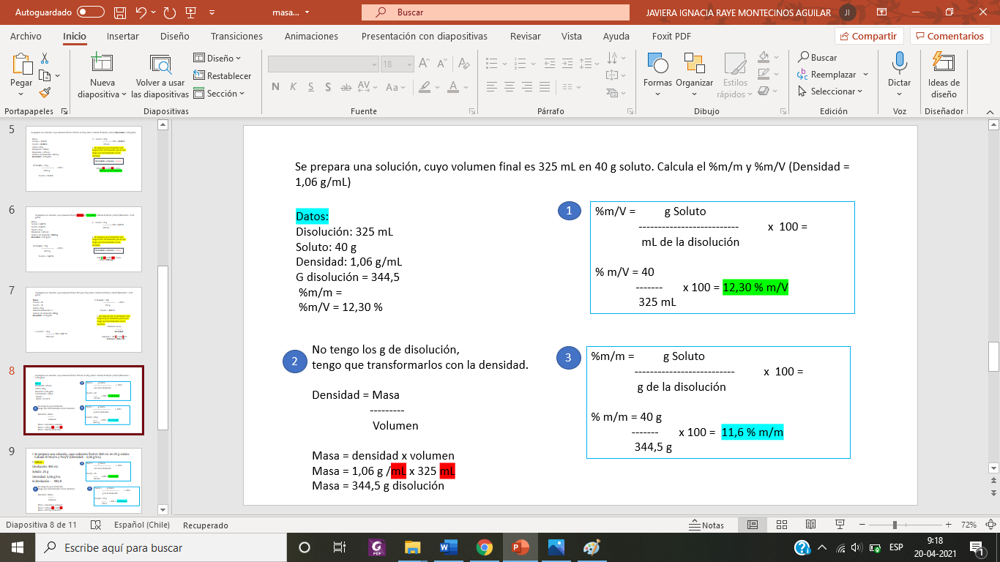 Autoguardado
masa...
Buscar
JAVIERA IGNACIA RAYE MONTECINOS AGUILAR
JI
Archivo Inicio Insertar Diseño Transiciones Animaciones Presentación con diapositivas Revisar Vista Ayuda Foxit PDF
Compartir Comentarios
Pegar
Nueva diapositiva
Volver a usar las diapositivas
Diseño
Restablecer
Sección
18
N K S S ab AV Aa A
Formas Organizar Estilos rápidos
Buscar
Reemplazar
Seleccionar
Dictar
Ideas de diseño
Portapapeles Diapositivas Fuente Párrafo Dibujo Edición Voz Diseñador
5
6
7
8
9
Se prepara una solución, cuyo volumen final es 325 mL en 40 g soluto. Calcula el %m/m y %m/V (Densidad =
1,06 g/mL)
Datos:
Disolución: 325 mL
Soluto: 40 g
Densidad: 1,06 g/mL
G disolución = 344,5
%m/m =
%m/V = 12,30 %
1
%m/V = g Soluto
-------------------------- x 100 =
mL de la disolución
% m/V = 40
------- x 100 = 12,30 % m/V
325 mL
2
No tengo los g de disolución,
tengo que transformarlos con la densidad.
Densidad = Masa
--------
Volumen
Masa = densidad x volumen
Masa = 1,06 g /mL x 325 mL
Masa = 344,5 g disolución
3
%m/m = g Soluto
-------------------------- x 100 =
g de la disolución
% m/m = 40 g
------- x 100 = 11,6 % m/m
344,5 g
Diapositiva 8 de 11 Español (Chile) Recuperado Notas 72%
Escribe aquí para buscar
ESP
9:18
20-04-2021
1